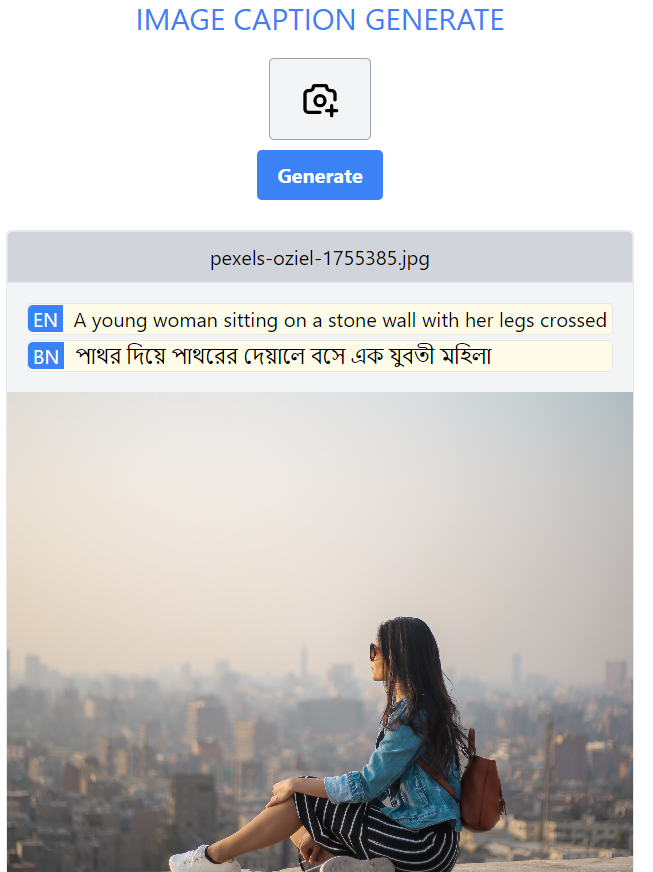 IMAGE CAPTION GENERATE
Generate
pexels-oziel-1755385.jpg
EN A young woman sitting on a stone wall with her legs crossed
BN পাথর দিয়ে পাথরের দেয়ালে বসে এক যুবতী মহিলা